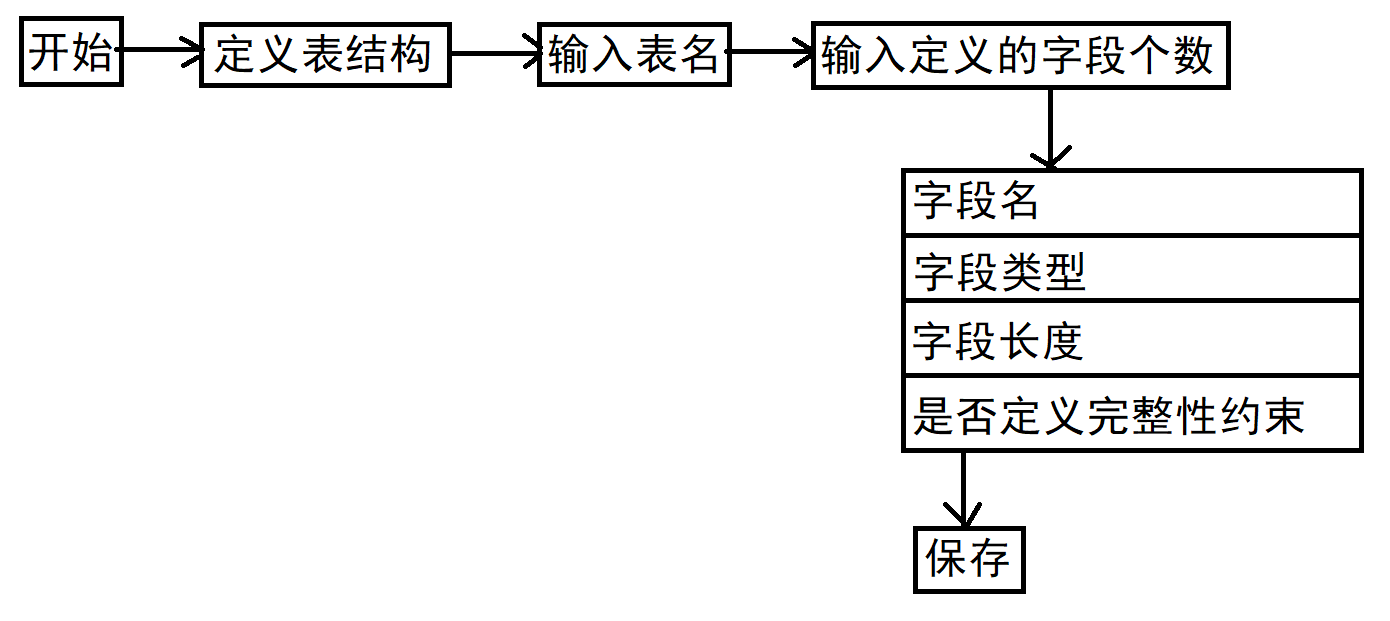 开始
定义表结构
输入表名
输入定义的字段个数
字段名
字段类型
字段长度
是否定义完整性约束
保存